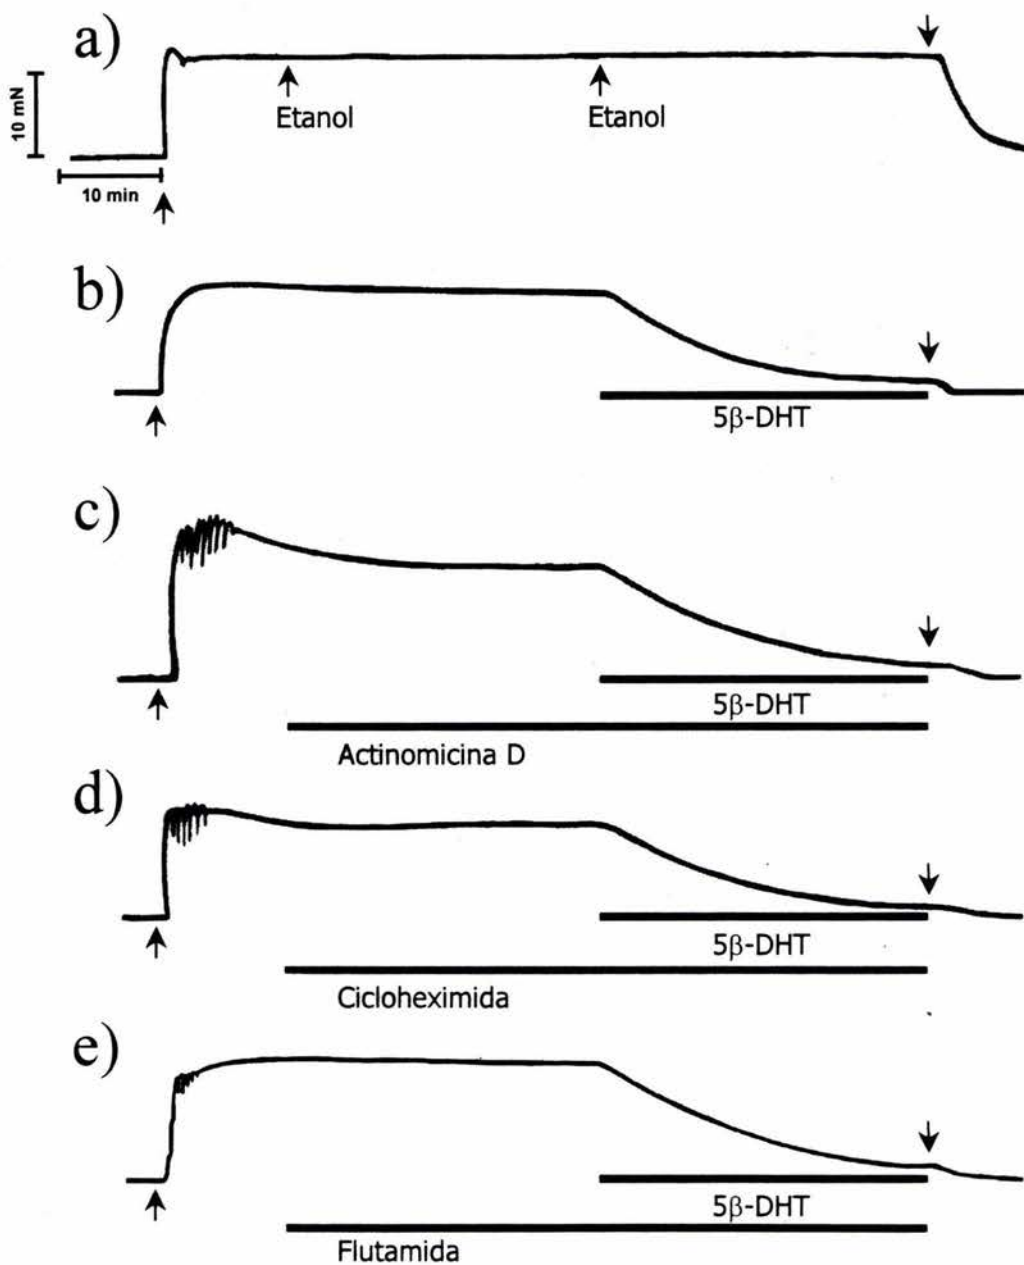 a)
10 mN
Etanol
Etanol
10 min
b)
5β-DHT
c)
5β-DHT
Actinomicina D
d)
5β-DHT
Cicloheximida
e)
5β-DHT
Flutamida